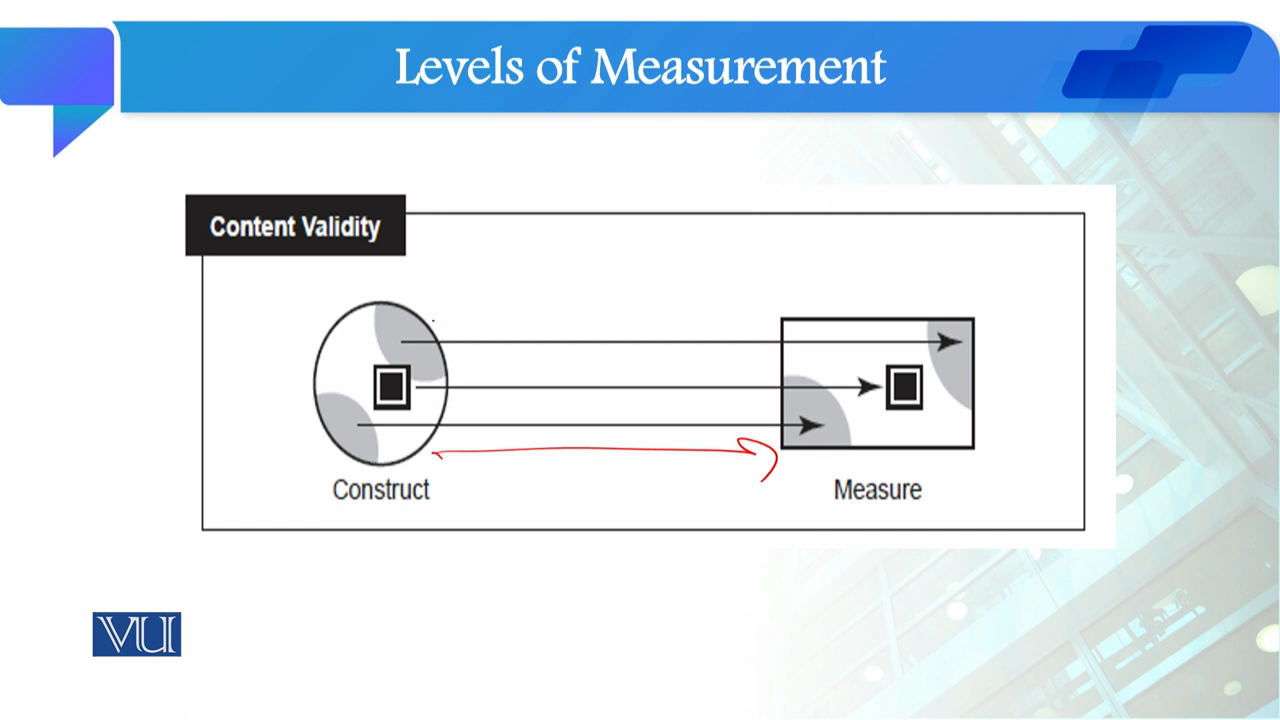 Levels of Measurement
Content Validity
Construct
Measure
VU